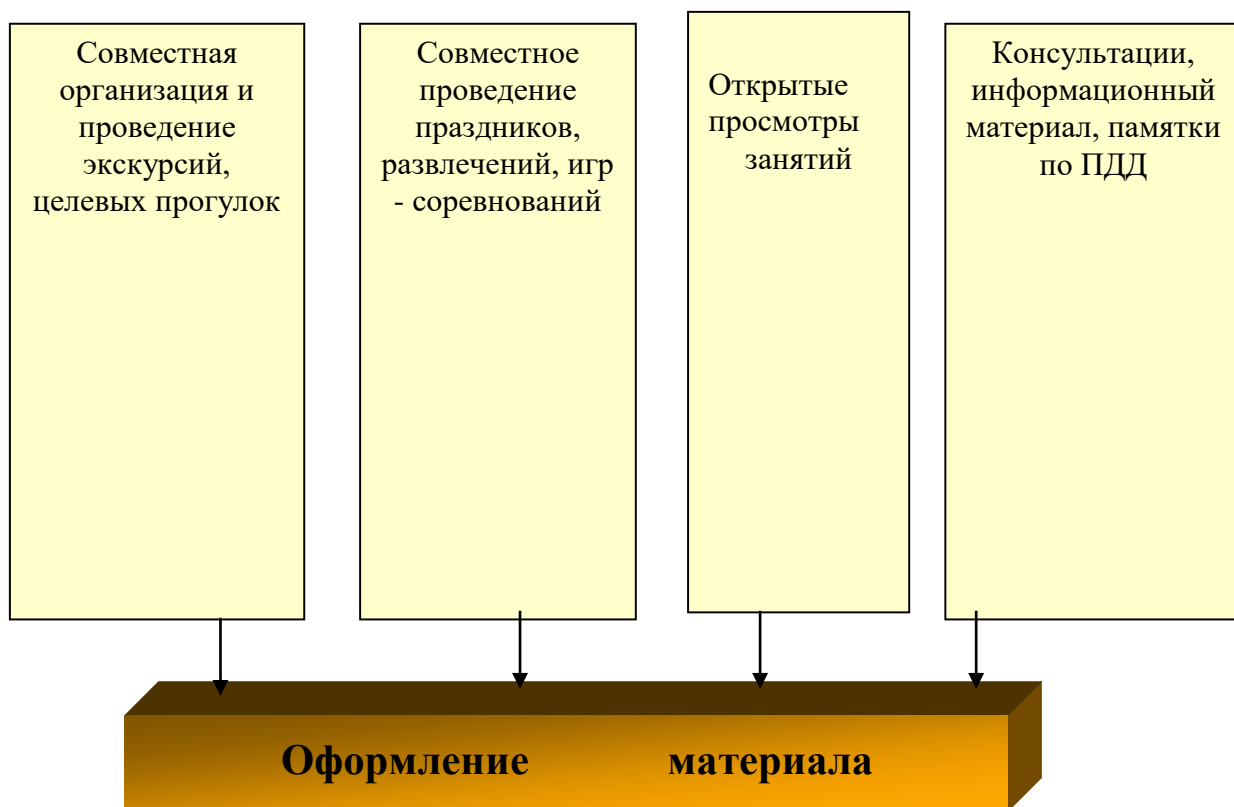 Совместная
организация и
проведение
экскурсий,
целевых прогулок
Совместное
проведение
праздников,
развлечений, игр
- соревнований
Открытые
просмотры
занятий
Консультации,
информационный
материал, памятки
по ПДД
Оформление материала